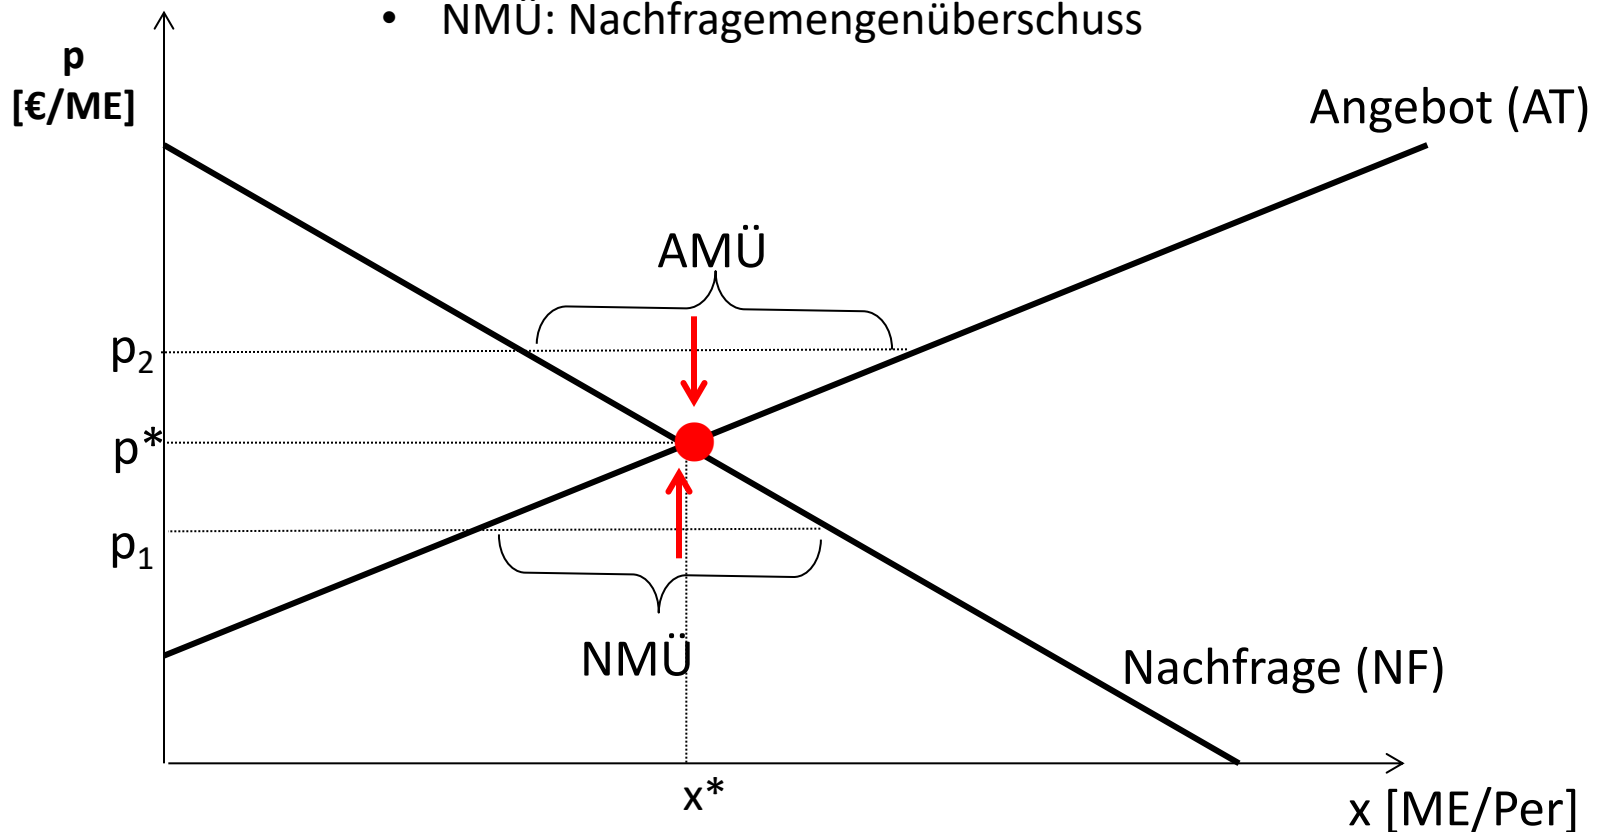 • NMÜ: Nachfragemengenüberschuss
p
[€/ME]
Angebot (AT)
AMÜ
p₂
p*
p₁
NMÜ
Nachfrage (NF)
x*
x [ME/Per]